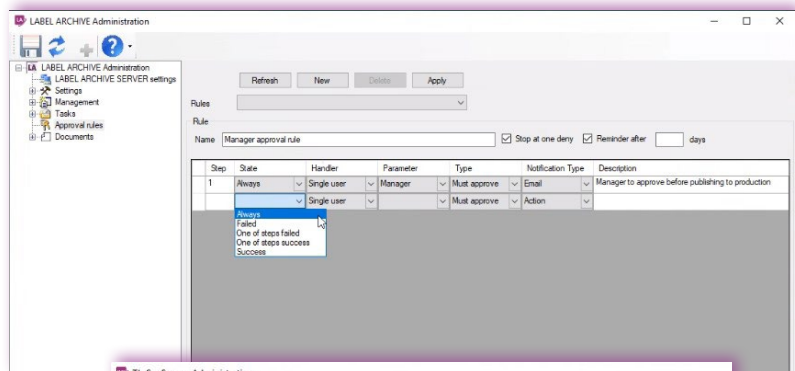 LABEL ARCHIVE Administration
LABEL ARCHIVE Administration
LABEL ARCHIVE SERVER settings
Settings
Management
Tasks
Approval rules
Documents
Refresh New Delete Apply
Rules
Rule
Name Manager approval rule Stop at one deny Reminder after days
Step State Handler Parameter Type Notification Type Description
1 Always Single user Manager Must approve Email Manager to approve before publishing to production
Single user Must approve Action
Always
Failed
One of steps failed
One of steps success
Success